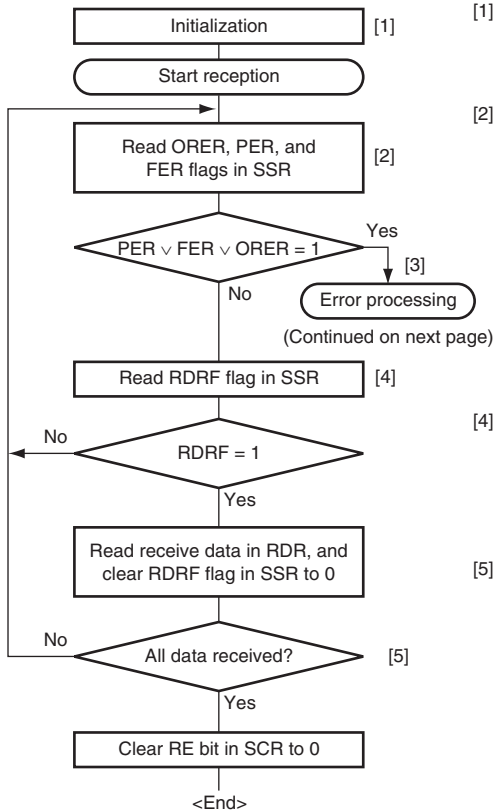 Initialization [1]
Start reception
Read ORER, PER, and
FER flags in SSR
[2]
PER ∨ FER ∨ ORER = 1
Yes
[3]
No
Error processing
(Continued on next page)
Read RDRF flag in SSR [4]
No
RDRF = 1
Yes
Read receive data in RDR, and
clear RDRF flag in SSR to 0
No
All data received? [5]
Yes
Clear RE bit in SCR to 0
<End>
[1]
[2]
[4]
[5]